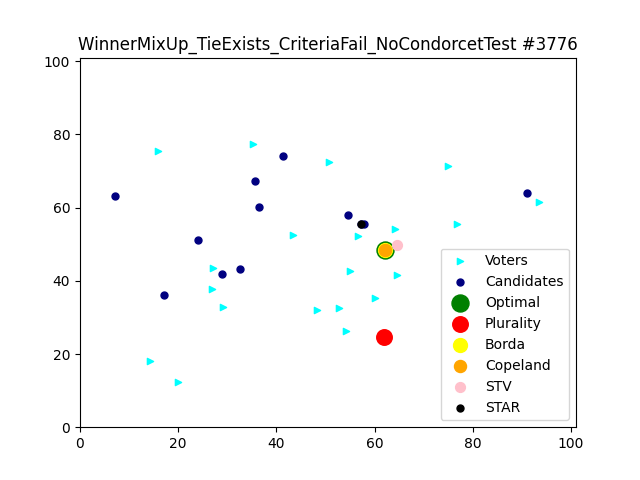 WinnerMixUp_TieExists_CriteriaFail_NoCondorcetTest #3776
100
80
60
40
20
0
0 20 40 60 80 100
Voters
Candidates
Optimal
Plurality
Borda
Copeland
STV
STAR